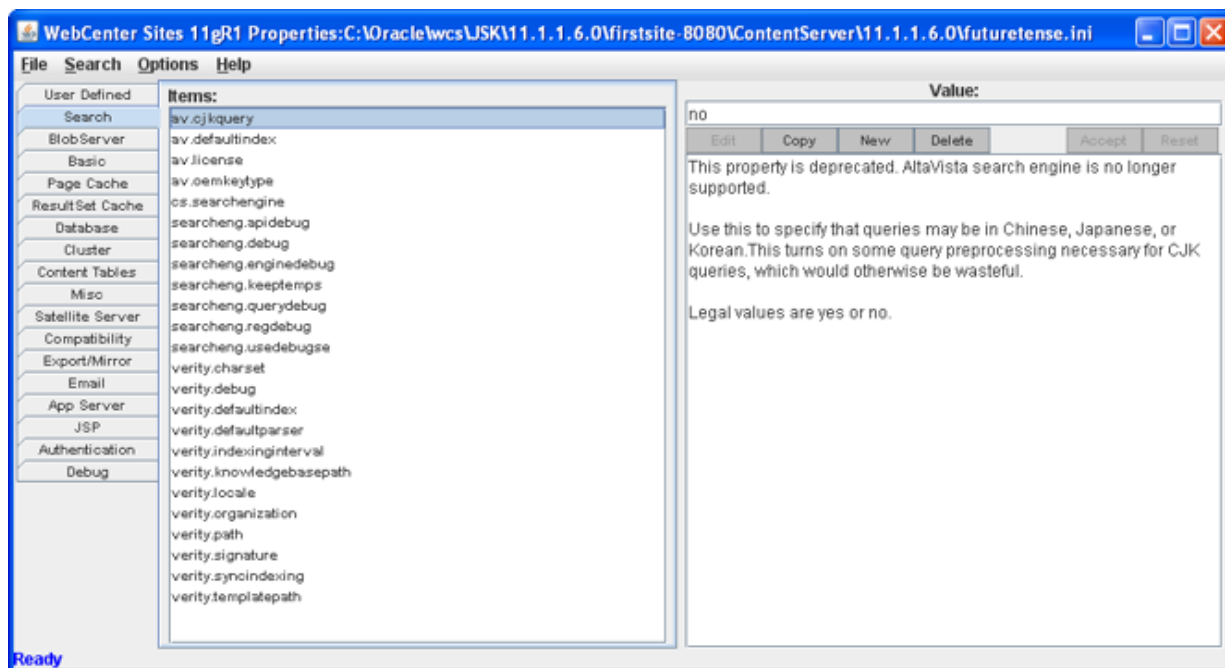 WebCenter Sites 11gR1 Properties:C:\Oracle\wcs\JSK\11.1.1.6.0\firstsite-8080\ContentServer\11.1.1.6.0\futuretense.ini
File Search Options Help
User Defined
Search
BlobServer
Basic
Page Cache
ResultSet Cache
Database
Cluster
Content Tables
Misc
Satellite Server
Compatibility
Export/Mirror
Email
App Server
JSP
Authentication
Debug
Items:
av.cjkquery
av.defaultindex
av.license
av.oemkeytype
cs.searchengine
searcheng.apidebug
searcheng.debug
searcheng.enginedebug
searcheng.keeptemps
searcheng.querydebug
searcheng.regdebug
searcheng.usedebugse
verity.charset
verity.debug
verity.defaultindex
verity.defaultparser
verity.indexinginterval
verity.knowledgebasepath
verity.locale
verity.organization
verity.path
verity.signature
verity.syncindexing
verity.templatepath
Value:
no
Edit Copy New Delete Accept Reset
This property is deprecated. AltaVista search engine is no longer
supported.
Use this to specify that queries may be in Chinese, Japanese, or
Korean.This turns on some query preprocessing necessary for CJK
queries, which would otherwise be wasteful.
Legal values are yes or no.
Ready